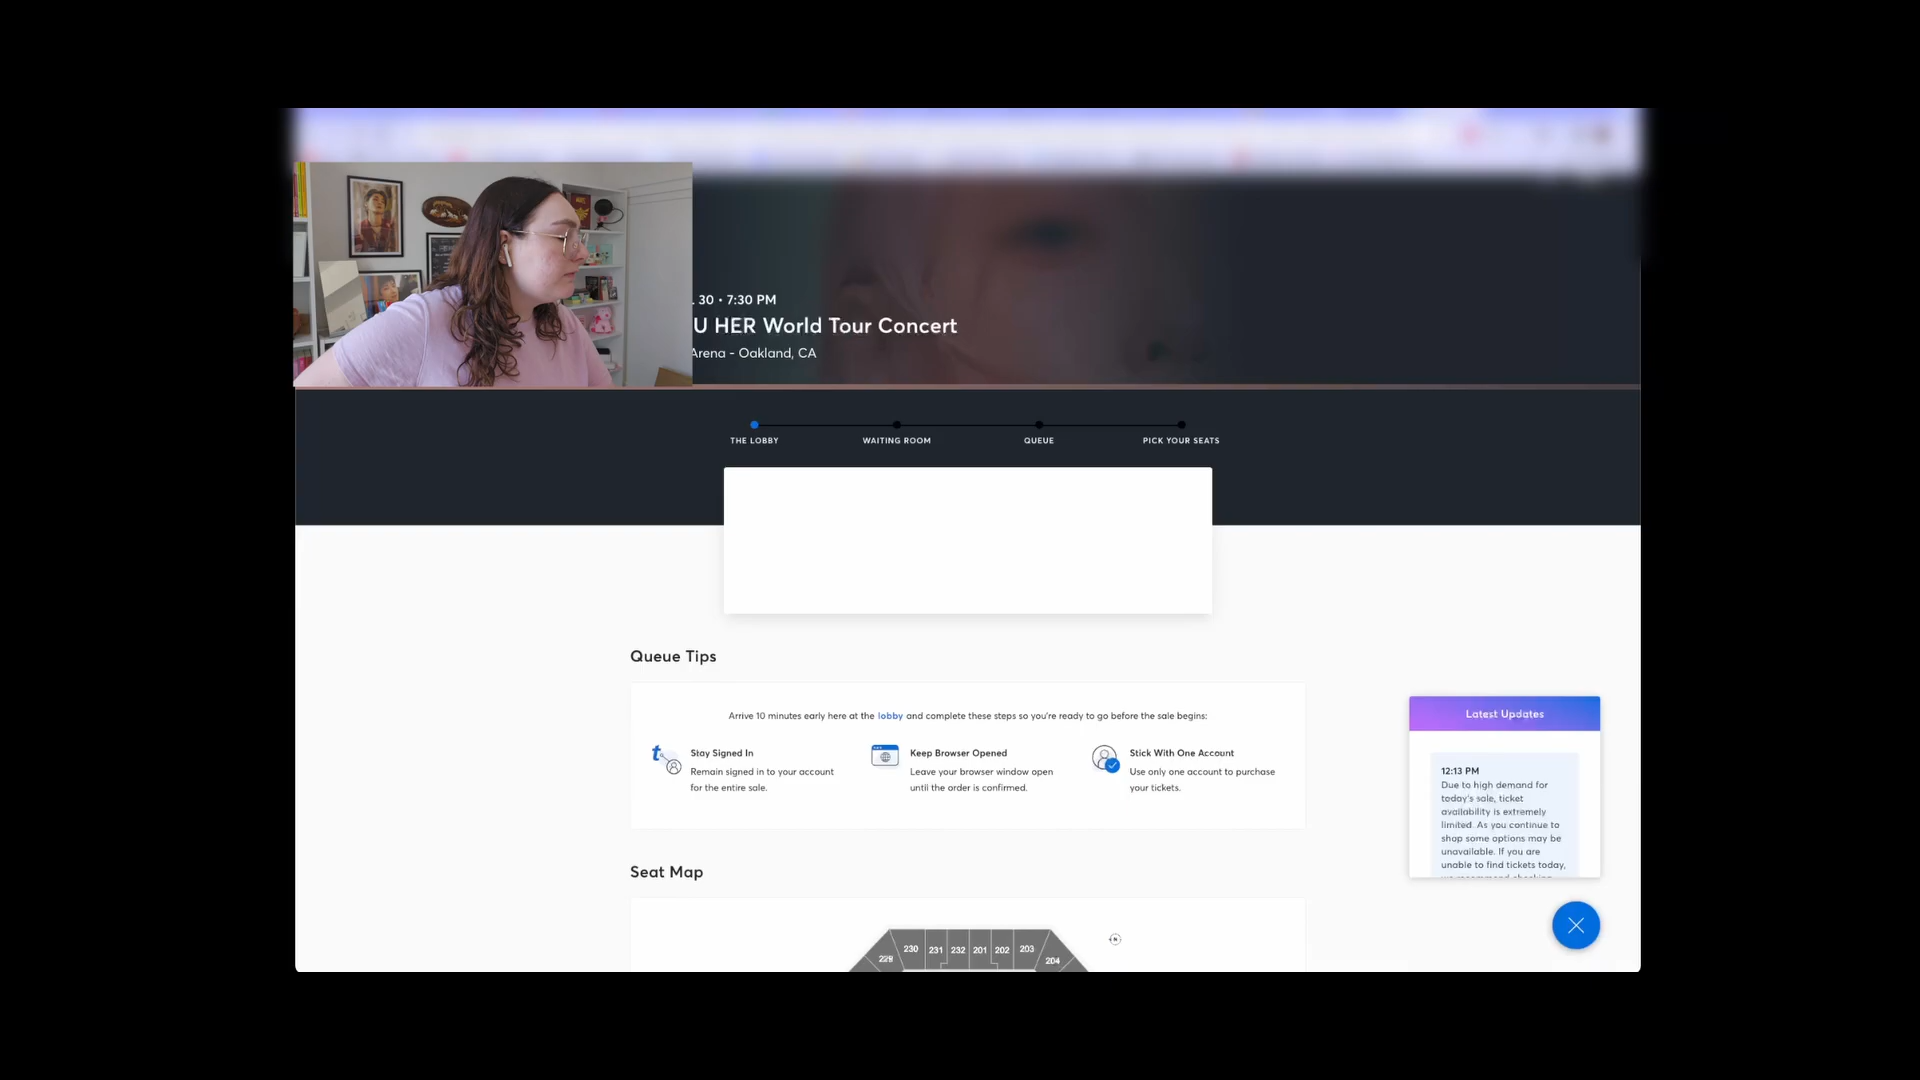 . 30 • 7:30 PM
U HER World Tour Concert
Arena - Oakland, CA
THE LOBBY
WAITING ROOM
QUEUE
PICK YOUR SEATS
Queue Tips
Arrive 10 minutes early here at the lobby and complete these steps so you're ready to go before the sale begins:
Stay Signed In
Remain signed in to your account
for the entire sale.
Keep Browser Opened
Leave your browser window open
until the order is confirmed.
Stick With One Account
Use only one account to purchase
your tickets.
Latest Updates
12:13 PM
Due to high demand for
today's sale, ticket
availability is extremely
limited. As you continue to
shop some options may be
unavailable. If you are
unable to find tickets today,
we recommend checking
Seat Map
229
230
231
232
201
202
203
204
N